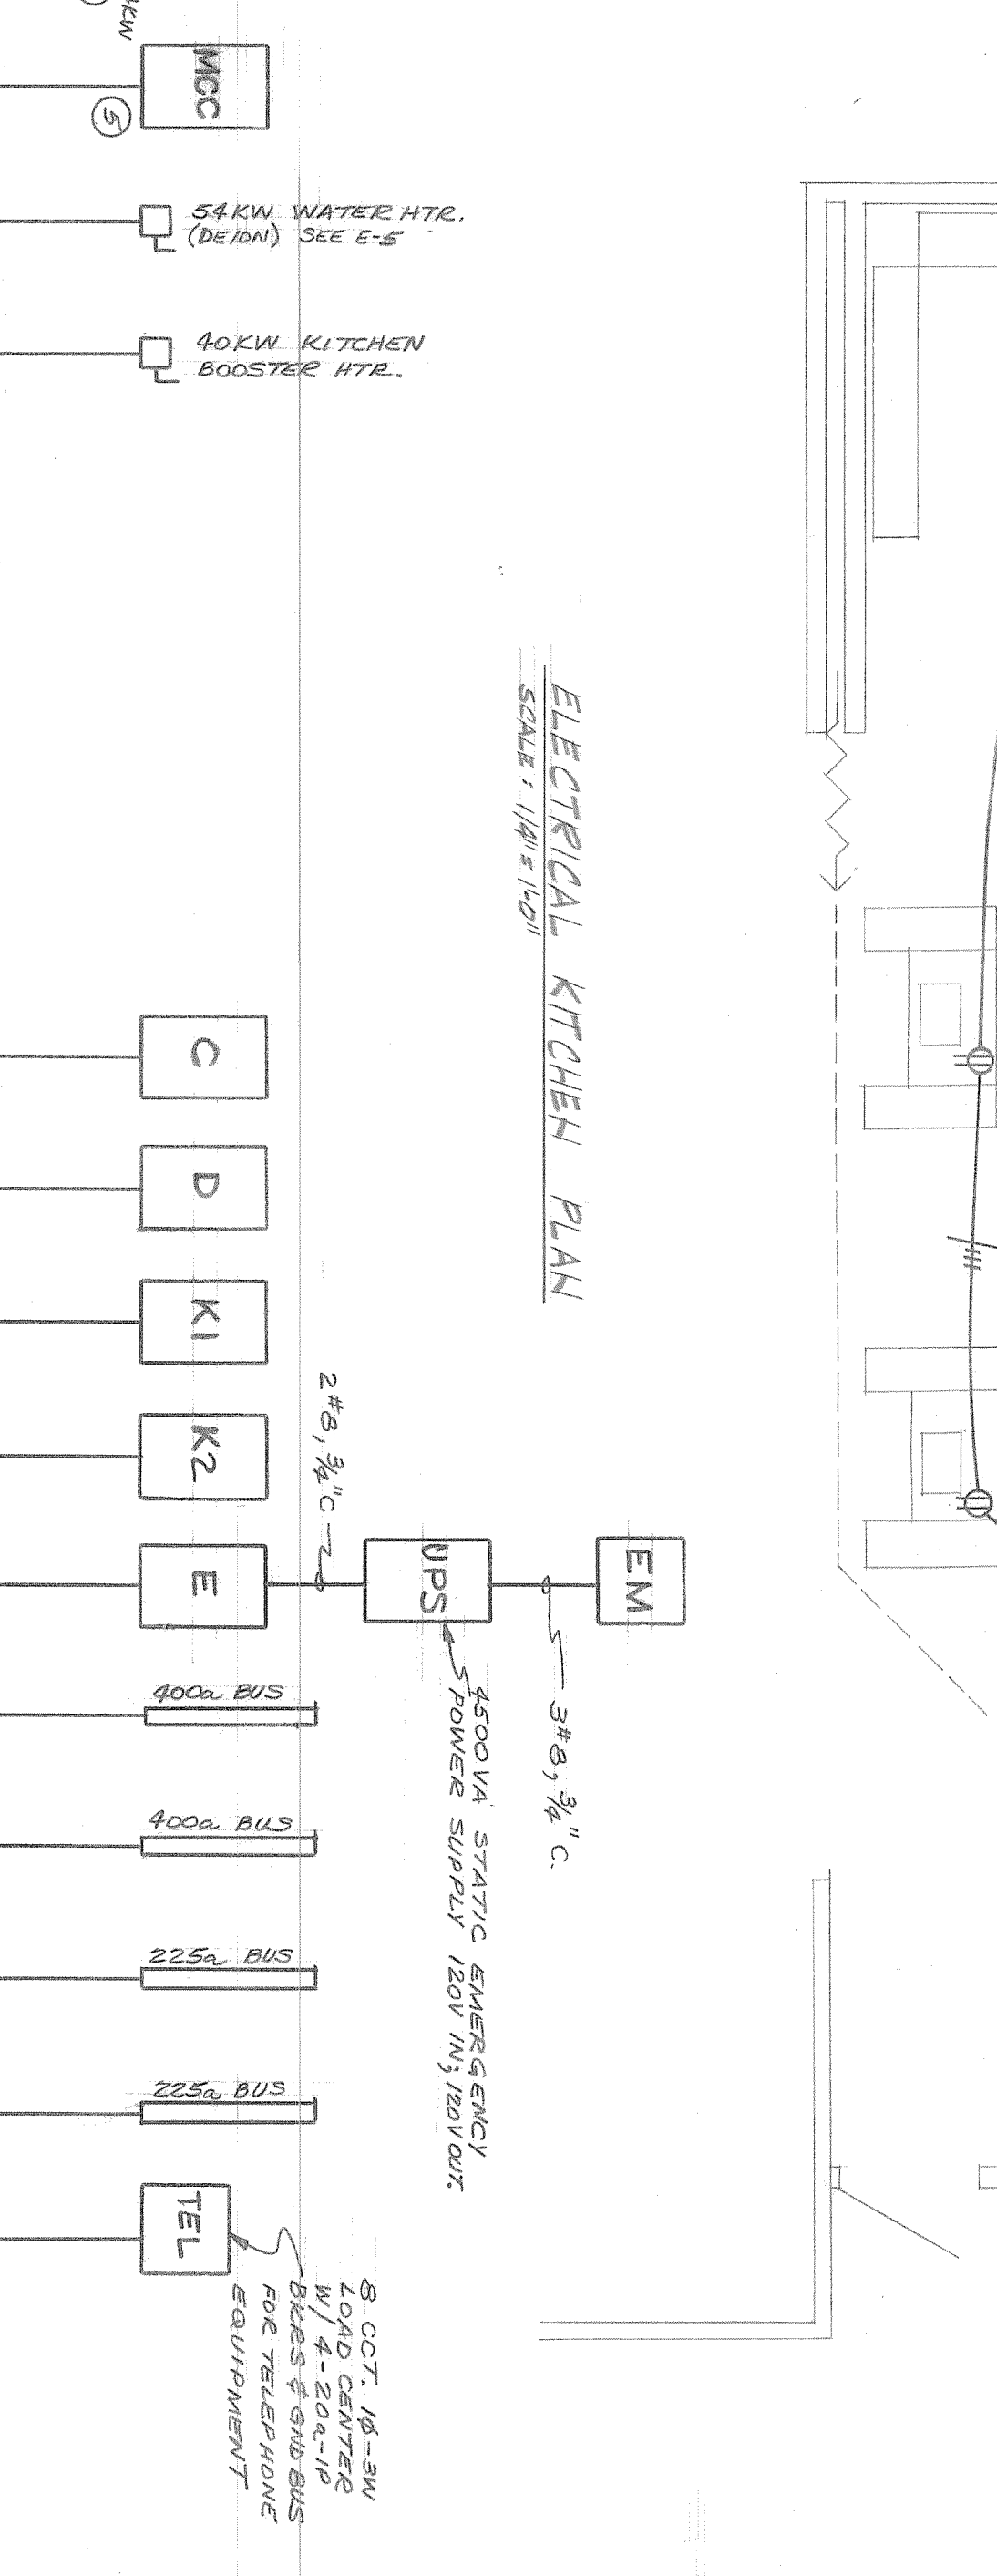 KW
MCC
5
54KW WATER HTR.
(DEION) SEE E-5
40KW KITCHEN
BOOSTER HTR.
ELECTRICAL KITCHEN PLAN
SCALE: 1/4"=1'-0"
C
D
K1
K2
2#8, 3/4"C
E
UPS
EM
3#8, 3/4"C.
4500VA STATIC EMERGENCY
POWER SUPPLY 120V IN; 120V OUT.
400a BUS
400a BUS
225a BUS
225a BUS
TEL
8 CCT. 1ø-3W
LOAD CENTER
W/ 4-20a-1P
BKRS & GND BUS
FOR TELEPHONE
EQUIPMENT